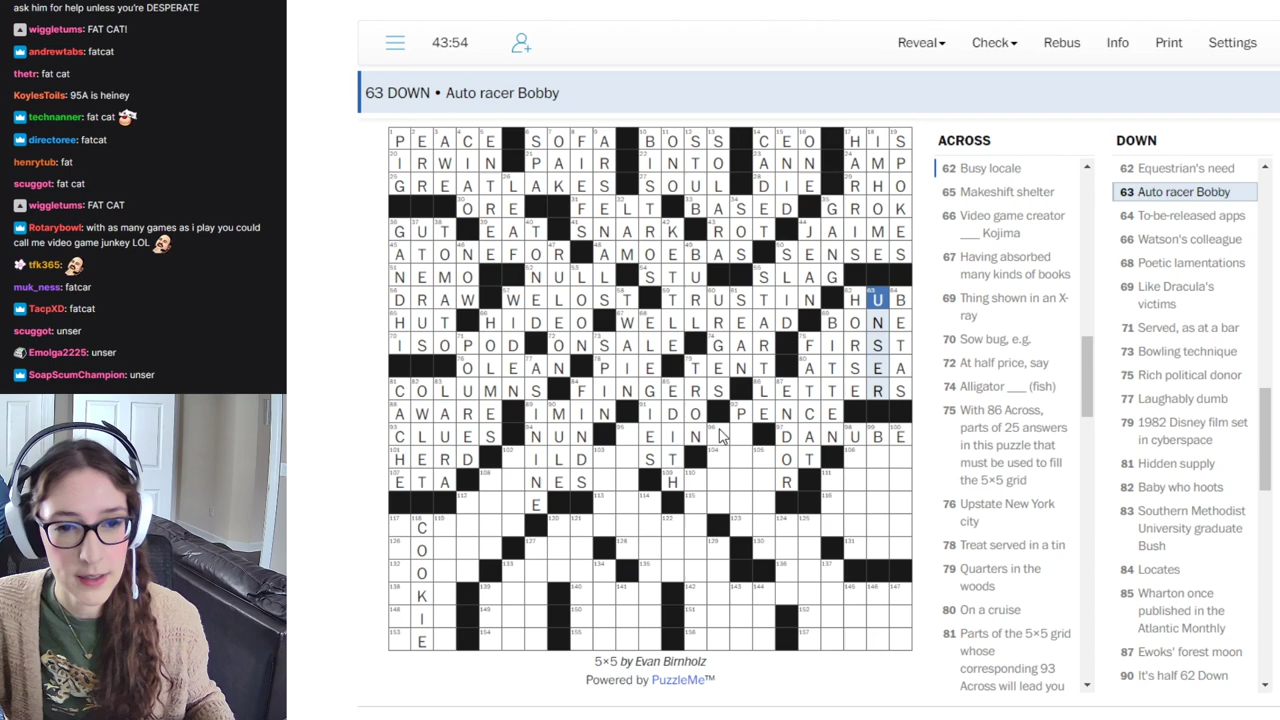 ask him for help unless you're DESPERATE
wiggletums: FAT CAT!
andrewtabs: fatcat
thetr: fat cat
KoylesToils: 95A is heiney
technanner: fat cat
directoree: fatcat
henrytub: fat
scuggot: fat cat
wiggletums: FAT CAT
Rotarybowl: with as many games as i play you could
call me video game junkey LOL
tfk365:
muk_ness: fatcar
TacpXD: fatcat
scuggot: unser
Emolga2225: unser
SoapScumChampion: unser
43:54
Reveal
Check
Rebus
Info
Print
Settings
63 DOWN • Auto racer Bobby
P E A C E S O F A B O S S C E O H I S
I R W I N P A I R I N T O A N N A M P
G R E A T L A K E S S O U L D I E R H O
O R E F E L T B A S E D G R O K
G U T E A T S N A R K R O T J A I M E
A T O N E F O R A M O E B A S S E N S E S
N E M O N U L L S T U S L A G
D R A W W E L O S T T R U S T I N H U B
H U T H I D E O W E L L R E A D B O N E
I S O P O D O N S A L E G A R F I R S T
O L E A N P I E T E N T A T S E A
C O L U M N S F I N G E R S L E T T E R S
A W A R E I M I N I D O P E N C E
C L U E S N U N E I N D A N U B E
H E R D I L D S T O T
E T A N E S H R
E
C
O
O
K
I
E
5×5 by Evan Birnholz
Powered by PuzzleMe™
ACROSS
62 Busy locale
65 Makeshift shelter
66 Video game creator
___ Kojima
67 Having absorbed
many kinds of books
69 Thing shown in an X-
ray
70 Sow bug, e.g.
72 At half price, say
74 Alligator ___ (fish)
75 With 86 Across,
parts of 25 answers
in this puzzle that
must be used to fill
the 5×5 grid
76 Upstate New York
city
78 Treat served in a tin
79 Quarters in the
woods
80 On a cruise
81 Parts of the 5×5 grid
whose
corresponding 93
Across will lead you
DOWN
62 Equestrian's need
63 Auto racer Bobby
64 To-be-released apps
66 Watson's colleague
68 Poetic lamentations
69 Like Dracula's
victims
71 Served, as at a bar
73 Bowling technique
75 Rich political donor
77 Laughably dumb
79 1982 Disney film set
in cyberspace
81 Hidden supply
82 Baby who hoots
83 Southern Methodist
University graduate
Bush
84 Locates
85 Wharton once
published in the
Atlantic Monthly
87 Ewoks' forest moon
90 It's half 62 Down